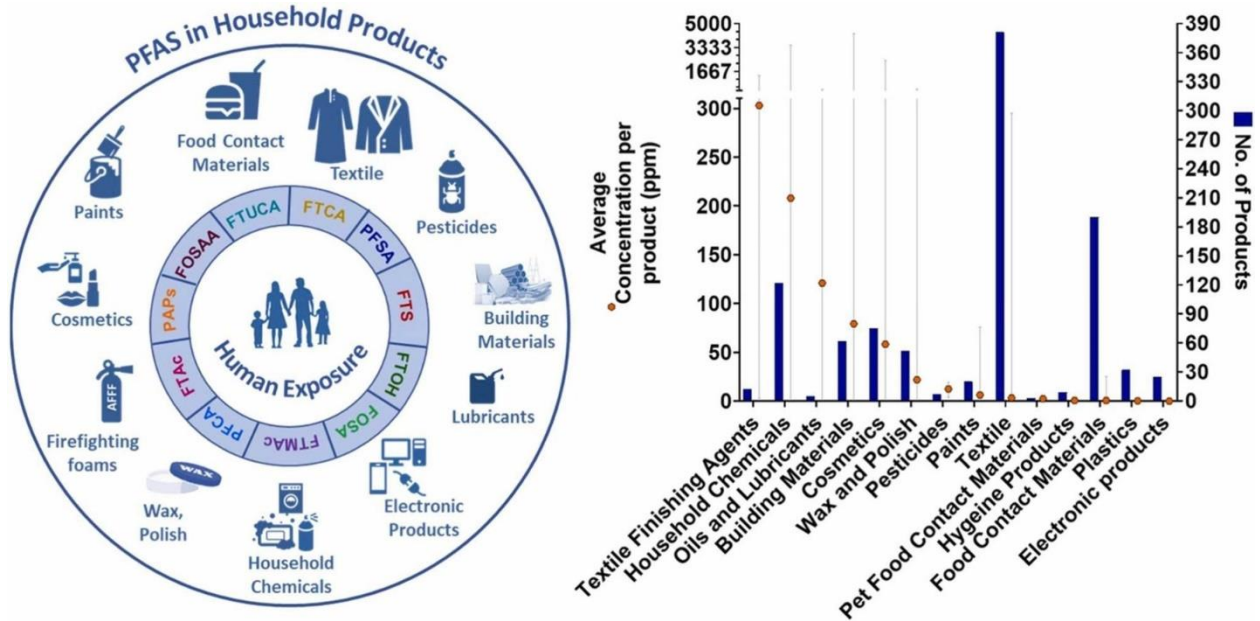 PFAS in Household Products
Food Contact
Materials
Textile
Paints
Pesticides
Cosmetics
Building
Materials
Firefighting
foams
AFFF
Lubricants
Wax,
Polish
WAX
Electronic
Products
Household
Chemicals
FTUCA
FTCA
PFSA
FTS
FTOH
FOSA
FTMAc
PFCA
FTAc
PAPs
FOSAA
Human Exposure
Average
Concentration per
product (ppm)
5000
3333
1667
300
250
200
150
100
50
0
390
360
330
300
270
240
210
180
150
120
90
60
30
0
No. of Products
Textile Finishing Agents
Household Chemicals
Oils and Lubricants
Building Materials
Cosmetics
Wax and Polish
Pesticides
Paints
Textile
Pet Food Contact Materials
Hygeine Products
Food Contact Materials
Plastics
Electronic products